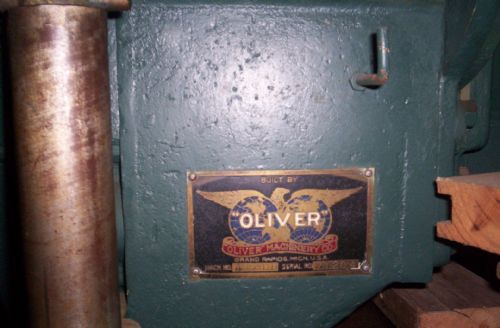 BUILT BY
OLIVER
OLIVER MACHINERY CO.
GRAND RAPIDS, MICH. U.S.A.
MACH. NO. SERIAL NO.